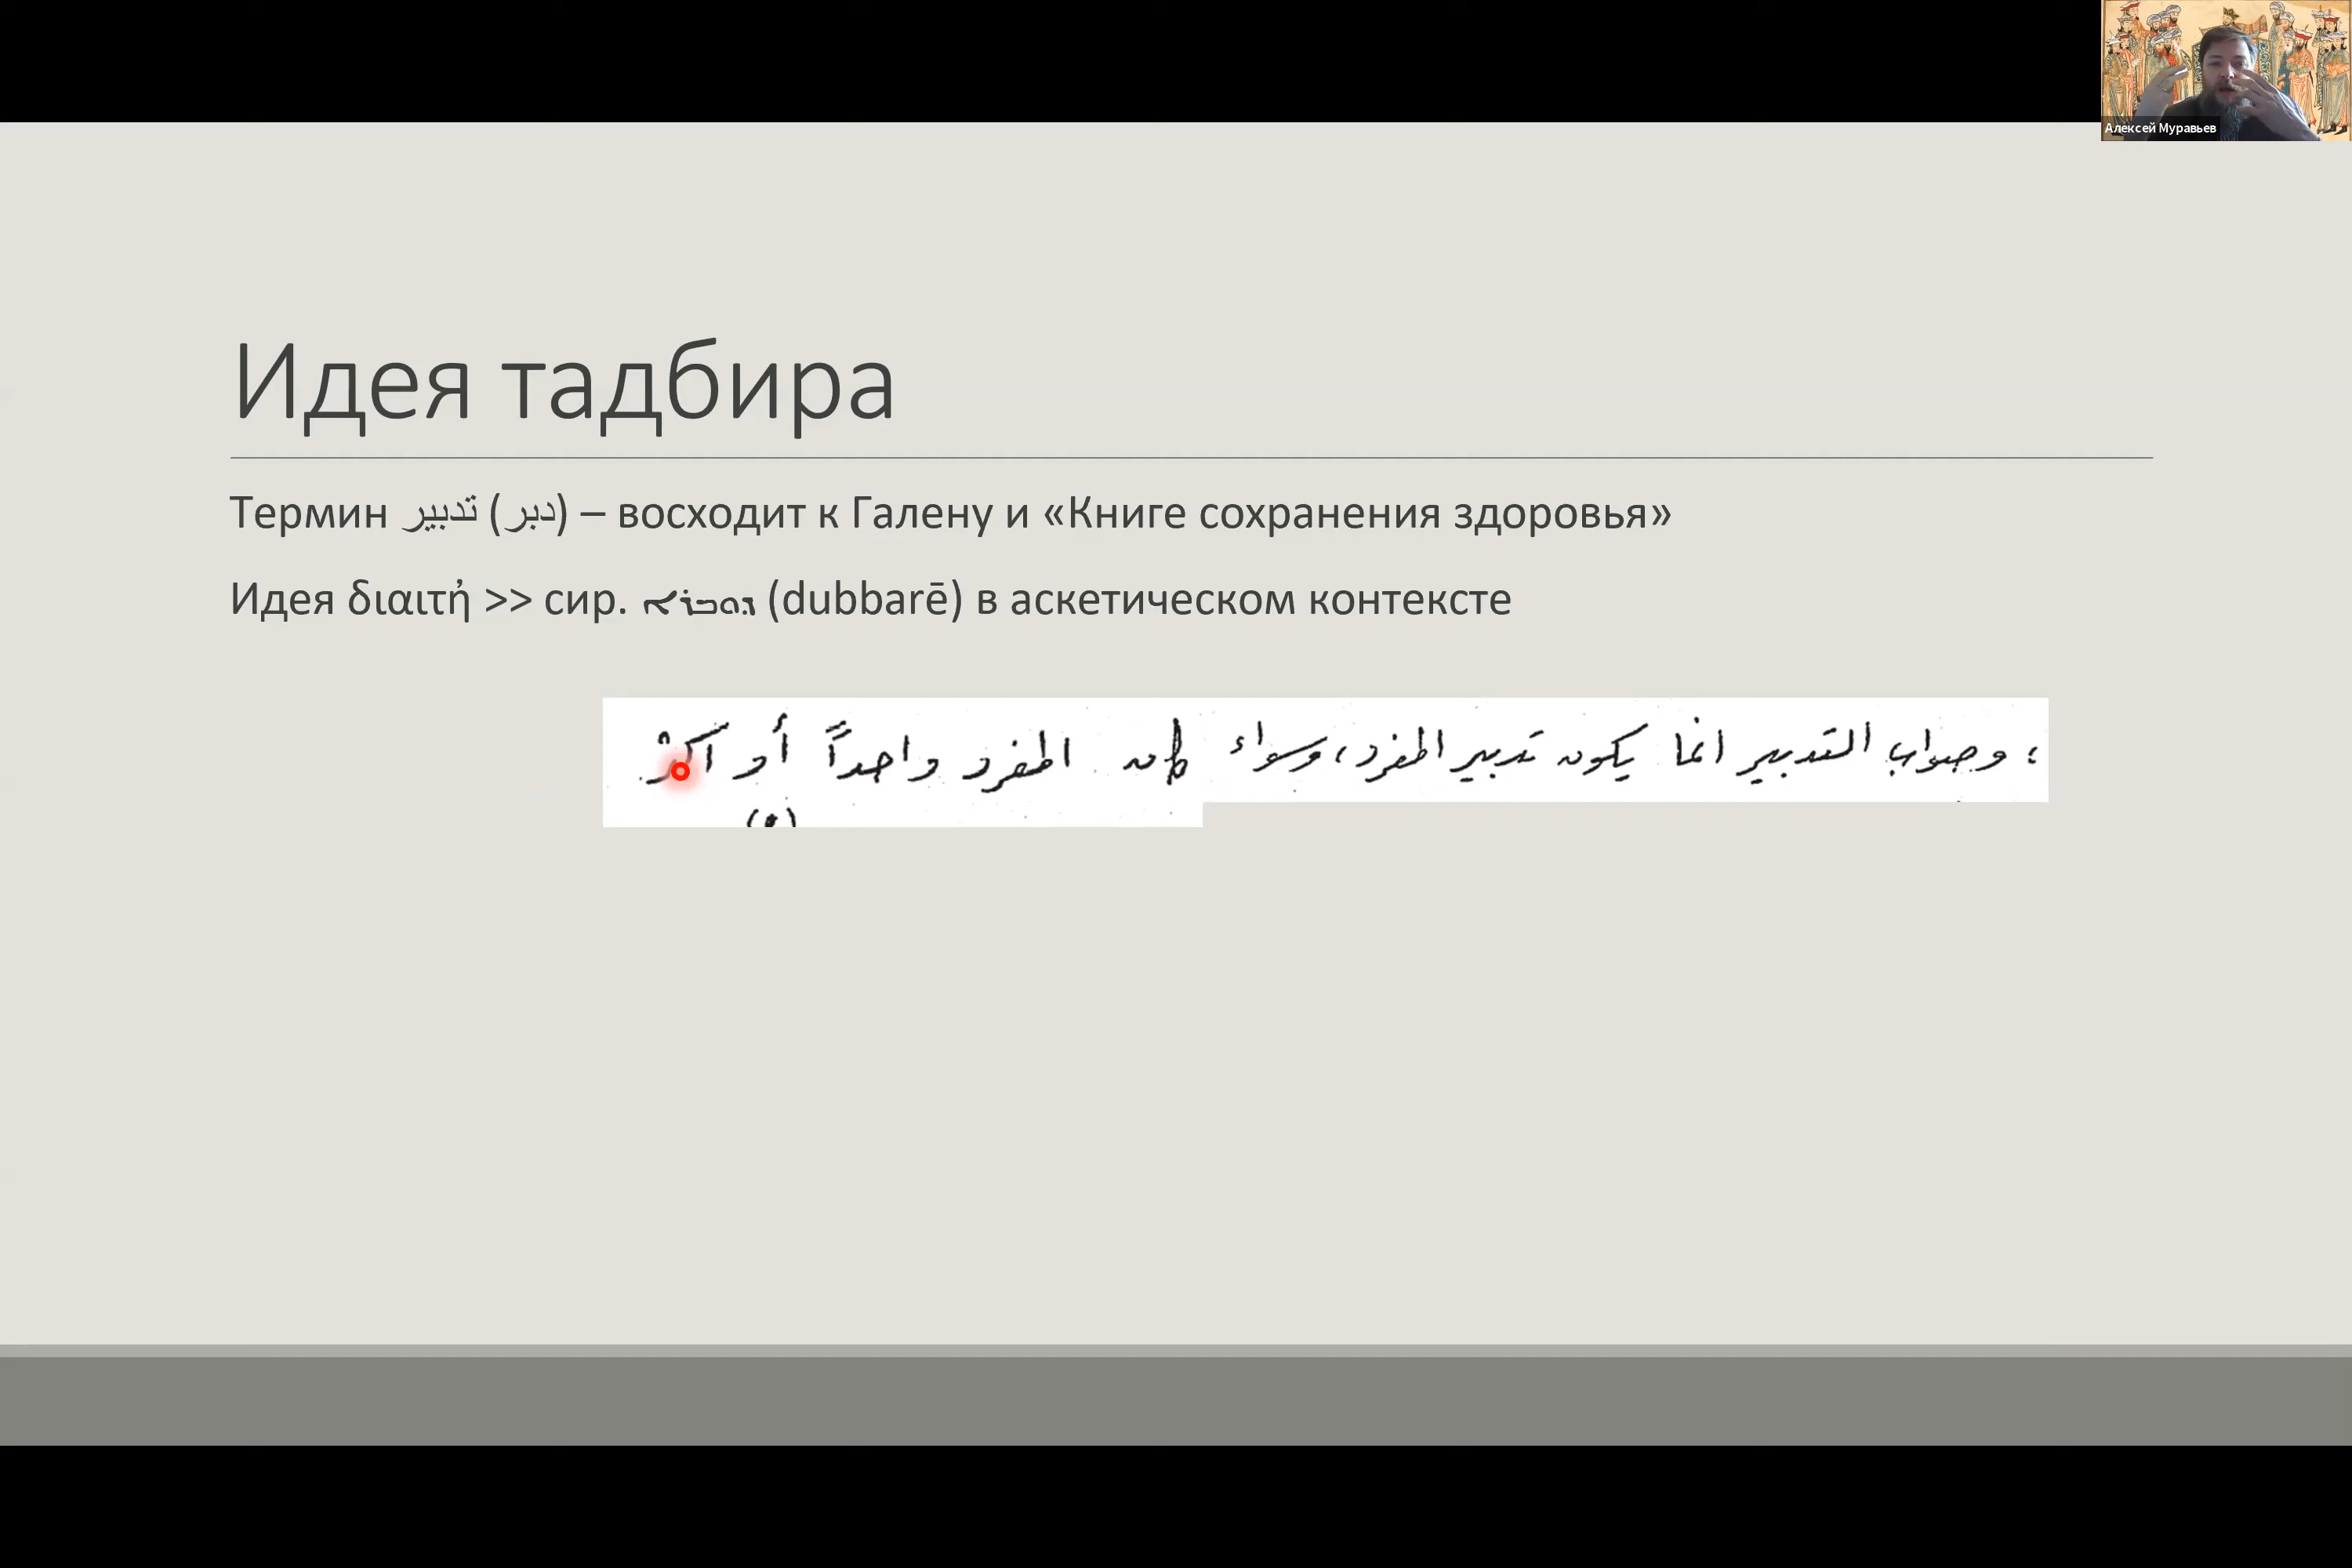 Алексей Муравьев
Идея тадбира
Термин تدبير (دبر) – восходит к Галену и «Книге сохранения здоровья»
Идея διαιτή >> сир. ܕܘܒܪ̈ܐ (dubbarē) в аскетическом контексте
؛ وصواب التدبير انما يكون تدبير المفرد، وسواء كان المفرد واحداً أو اكثر.